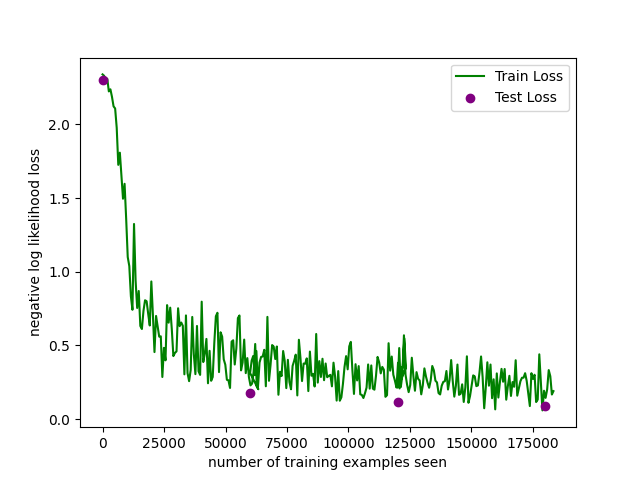 Train Loss
Test Loss
negative log likelihood loss
2.0
1.5
1.0
0.5
0.0
0 25000 50000 75000 100000 125000 150000 175000
number of training examples seen